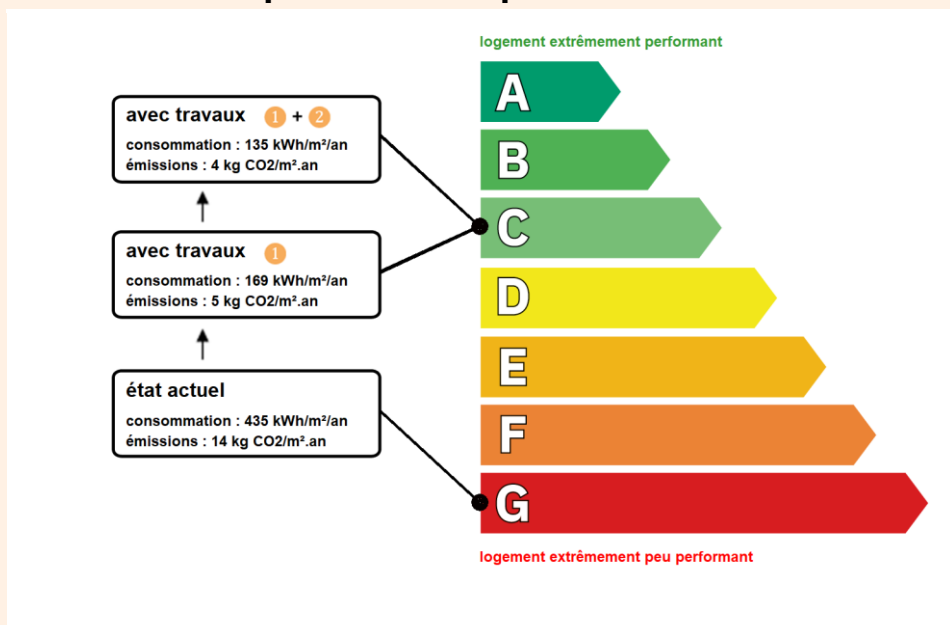 logement extrêmement performant
avec travaux 1 + 2
consommation : 135 kWh/m²/an
émissions : 4 kg CO2/m².an
avec travaux 1
consommation : 169 kWh/m²/an
émissions : 5 kg CO2/m².an
état actuel
consommation : 435 kWh/m²/an
émissions : 14 kg CO2/m².an
A
B
C
D
E
F
G
logement extrêmement peu performant